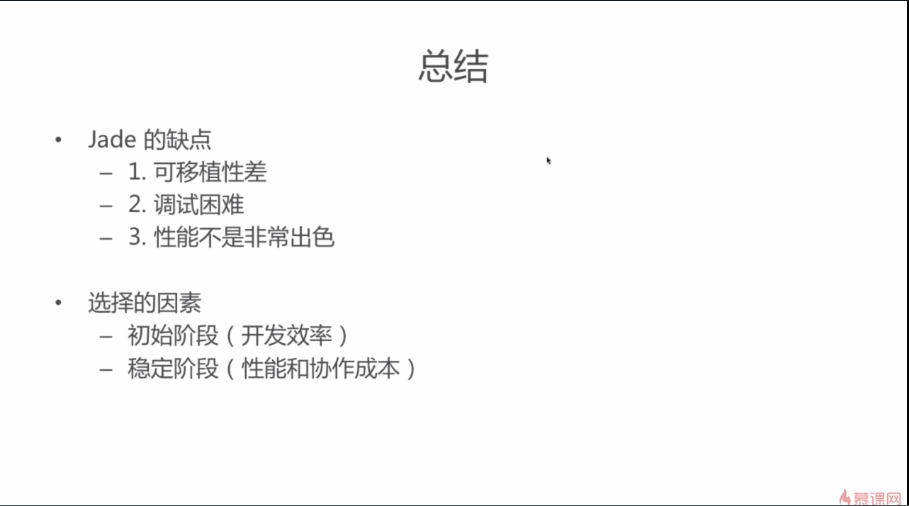 总结
• Jade 的缺点
– 1. 可移植性差
– 2. 调试困难
– 3. 性能不是非常出色
• 选择的因素
– 初始阶段（开发效率）
– 稳定阶段（性能和协作成本）
慕课网